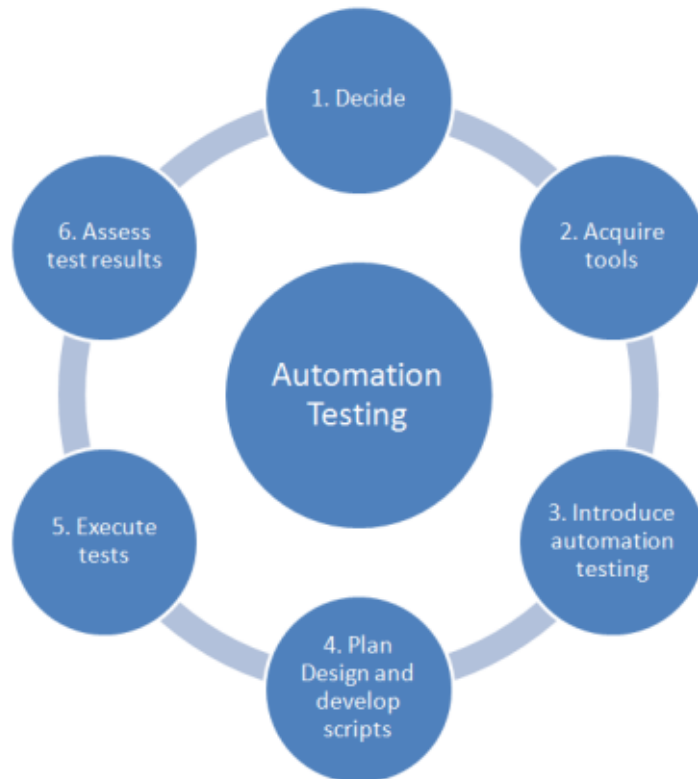 1. Decide
2. Acquire
tools
3. Introduce
automation
testing
4. Plan
Design and
develop
scripts
5. Execute
tests
6. Assess
test results
Automation
Testing